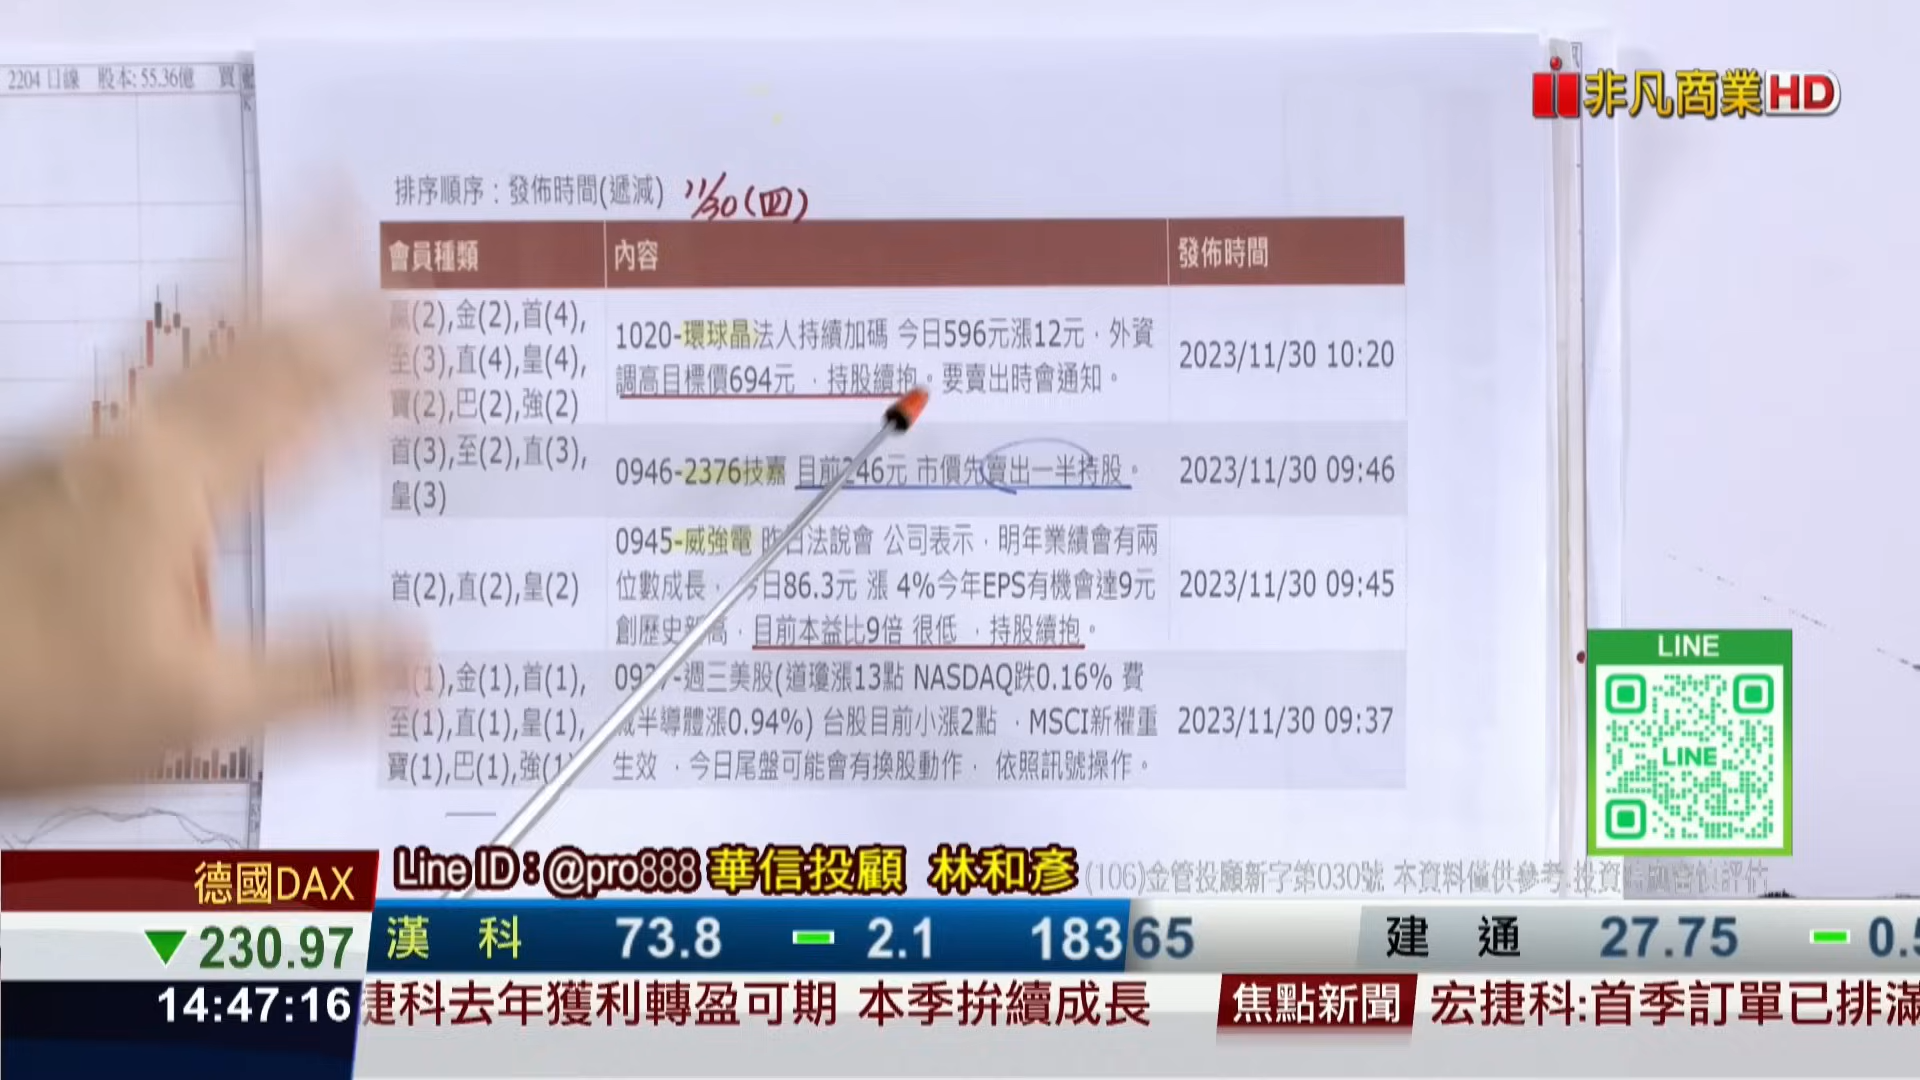 2204 日線 股本: 55.36億 買
非凡商業HD
排序順序：發佈時間(遞減) 11/30(四)
會員種類 內容 發佈時間
(2),金(2),首(4),
至(3),直(4),皇(4),
寶(2),巴(2),強(2)
1020-環球晶法人持續加碼 今日596元漲12元，外資
調高目標價694元 ，持股續抱。要賣出時會通知。
2023/11/30 10:20
首(3),至(2),直(3),
皇(3)
0946-2376技嘉 目前246元 市價先賣出一半持股。
2023/11/30 09:46
首(2),直(2),皇(2)
0945-威強電 昨日法說會 公司表示，明年業績會有兩
位數成長，今日86.3元 漲 4%今年EPS有機會達9元
創歷史新高，目前本益比9倍 很低 ，持股續抱。
2023/11/30 09:45
(1),金(1),首(1),
至(1),直(1),皇(1),
寶(1),巴(1),強(1)
週三美股(道瓊漲13點 NASDAQ跌0.16% 費
城半導體漲0.94%) 台股目前小漲2點 ，MSCI新權重
生效 ，今日尾盤可能會有換股動作， 依照訊號操作。
2023/11/30 09:37
LINE
LINE
Line ID：@pro888 華信投顧 林和彥 (106)金管投顧新字第030號 本資料僅供參考 投資
德國DAX
▼230.97
漢科 73.8 2.1 18365 建通 27.75 0.5
14:47:16
捷科去年獲利轉盈可期 本季拚續成長 焦點新聞 宏捷科:首季訂單已排滿